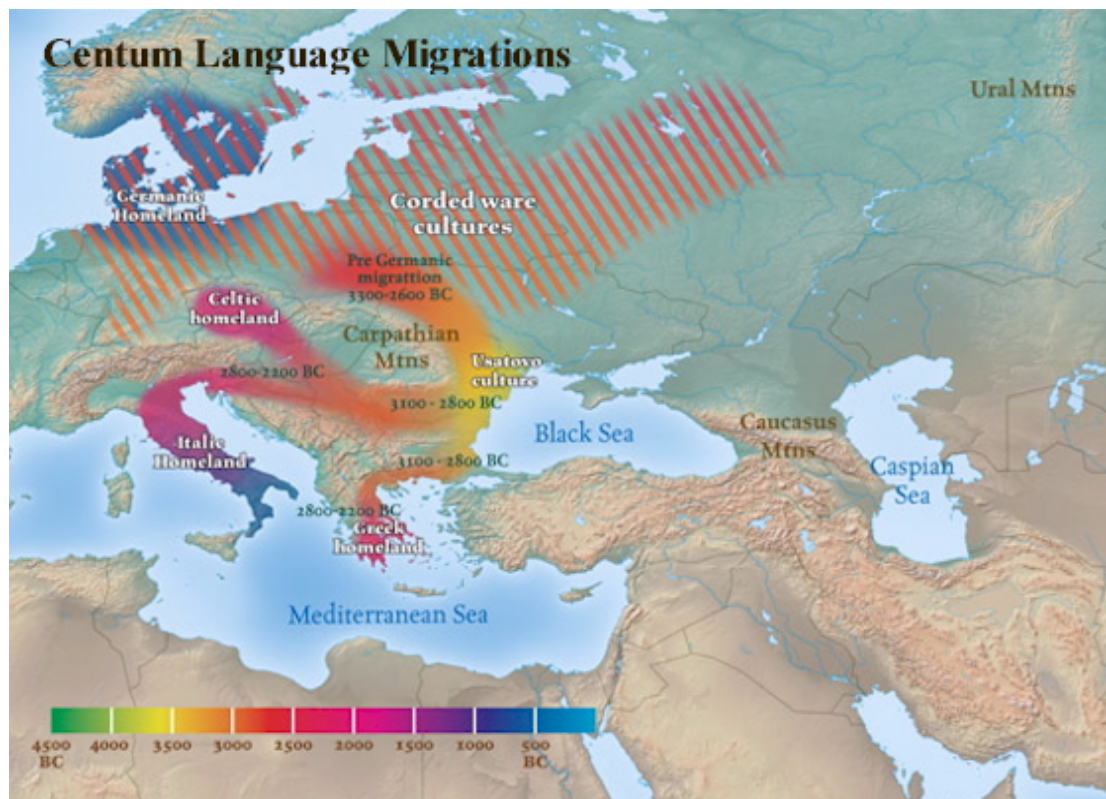 Centum Language Migrations
Ural Mtns
Germanic
Homeland
Corded ware
cultures
Pre Germanic
migrattion
3300-2600 BC
Celtic
homeland
Carpathian
Mtns
Usatovo
culture
2800-2200 BC
3100 - 2800 BC
Black Sea
Caucasus
Mtns
Italic
Homeland
3100 - 2800 BC
Caspian
Sea
2800-2200 BC
Greek
homeland
Mediterranean Sea
4500 4000 3500 3000 2500 2000 1500 1000 500
BC BC